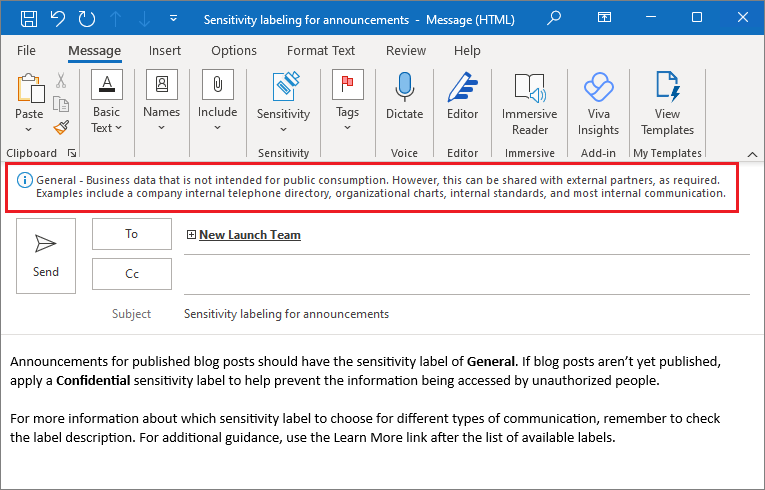 Sensitivity labeling for announcements - Message (HTML)
File Message Insert Options Format Text Review Help
Paste
Basic Text
Names
Include
Sensitivity
Tags
Dictate
Editor
Immersive Reader
Viva Insights
View Templates
Clipboard Sensitivity Voice Editor Immersive Add-in My Templates
General - Business data that is not intended for public consumption. However, this can be shared with external partners, as required.
Examples include a company internal telephone directory, organizational charts, internal standards, and most internal communication.
Send
To
New Launch Team
Cc
Subject Sensitivity labeling for announcements
Announcements for published blog posts should have the sensitivity label of General. If blog posts aren’t yet published,
apply a Confidential sensitivity label to help prevent the information being accessed by unauthorized people.
For more information about which sensitivity label to choose for different types of communication, remember to check
the label description. For additional guidance, use the Learn More link after the list of available labels.